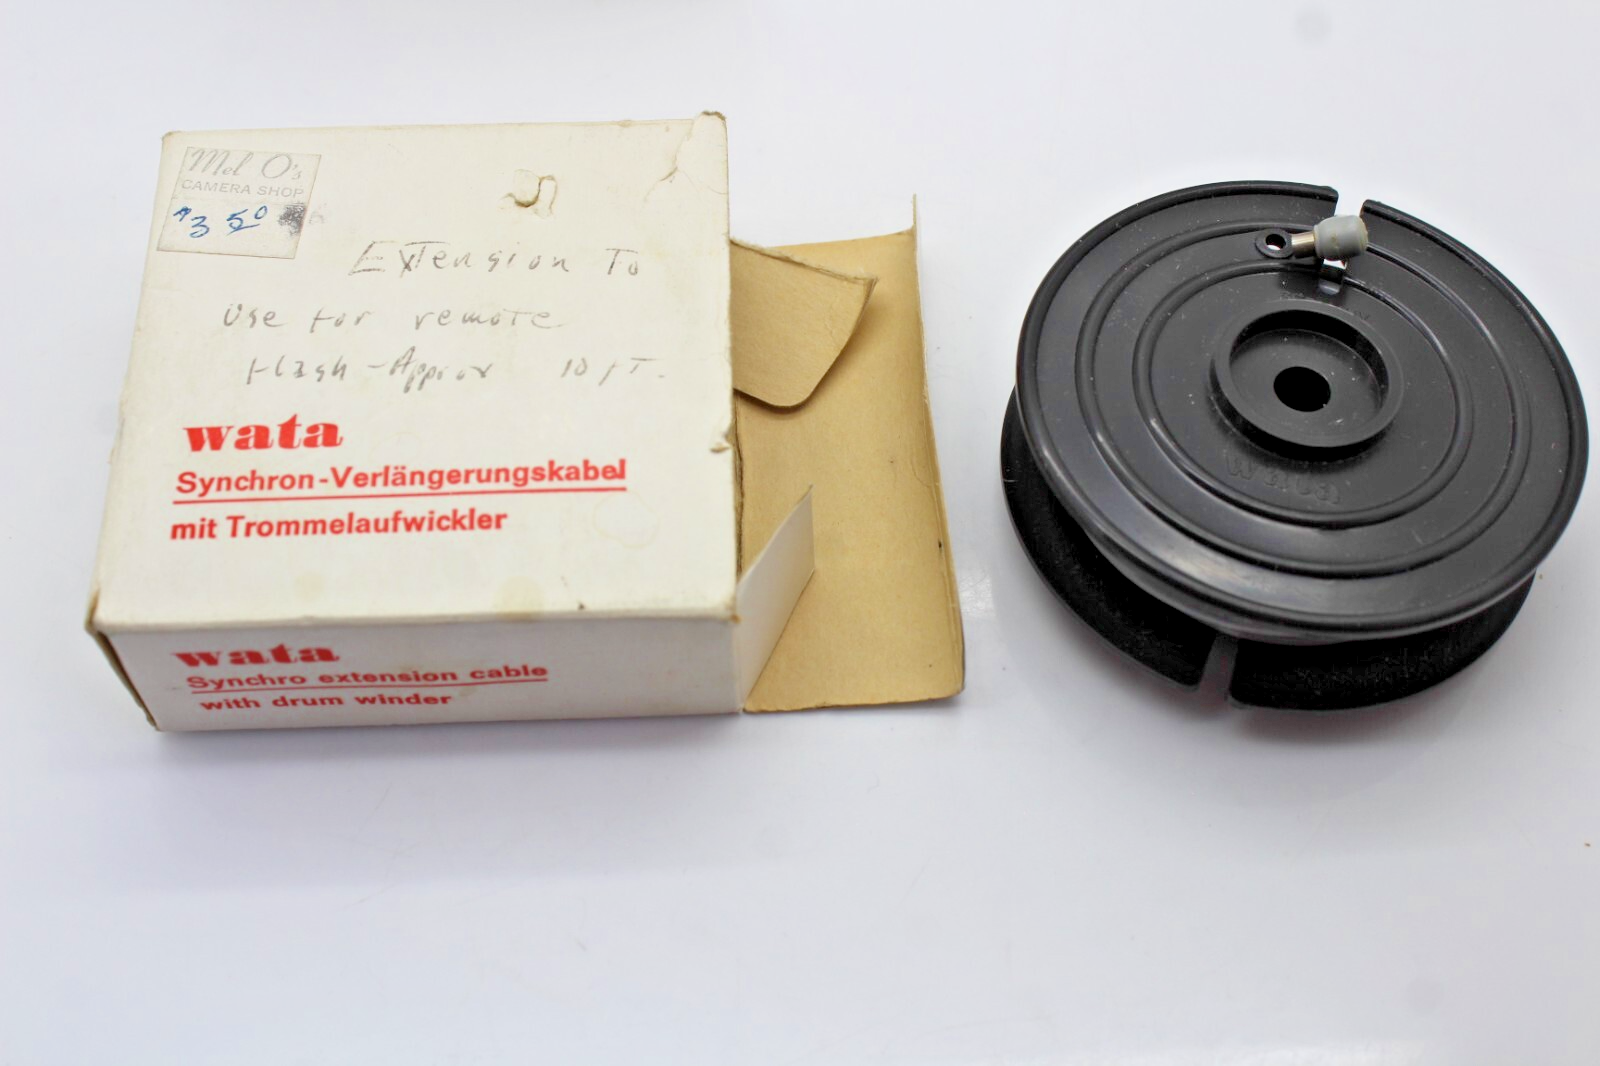 Mel O's
CAMERA SHOP
$3 50
Extension To
Use for remote
flash - Approx 10 FT.
wata
Synchron-Verlängerungskabel
mit Trommelaufwickler
wata
Synchro extension cable
with drum winder
wata